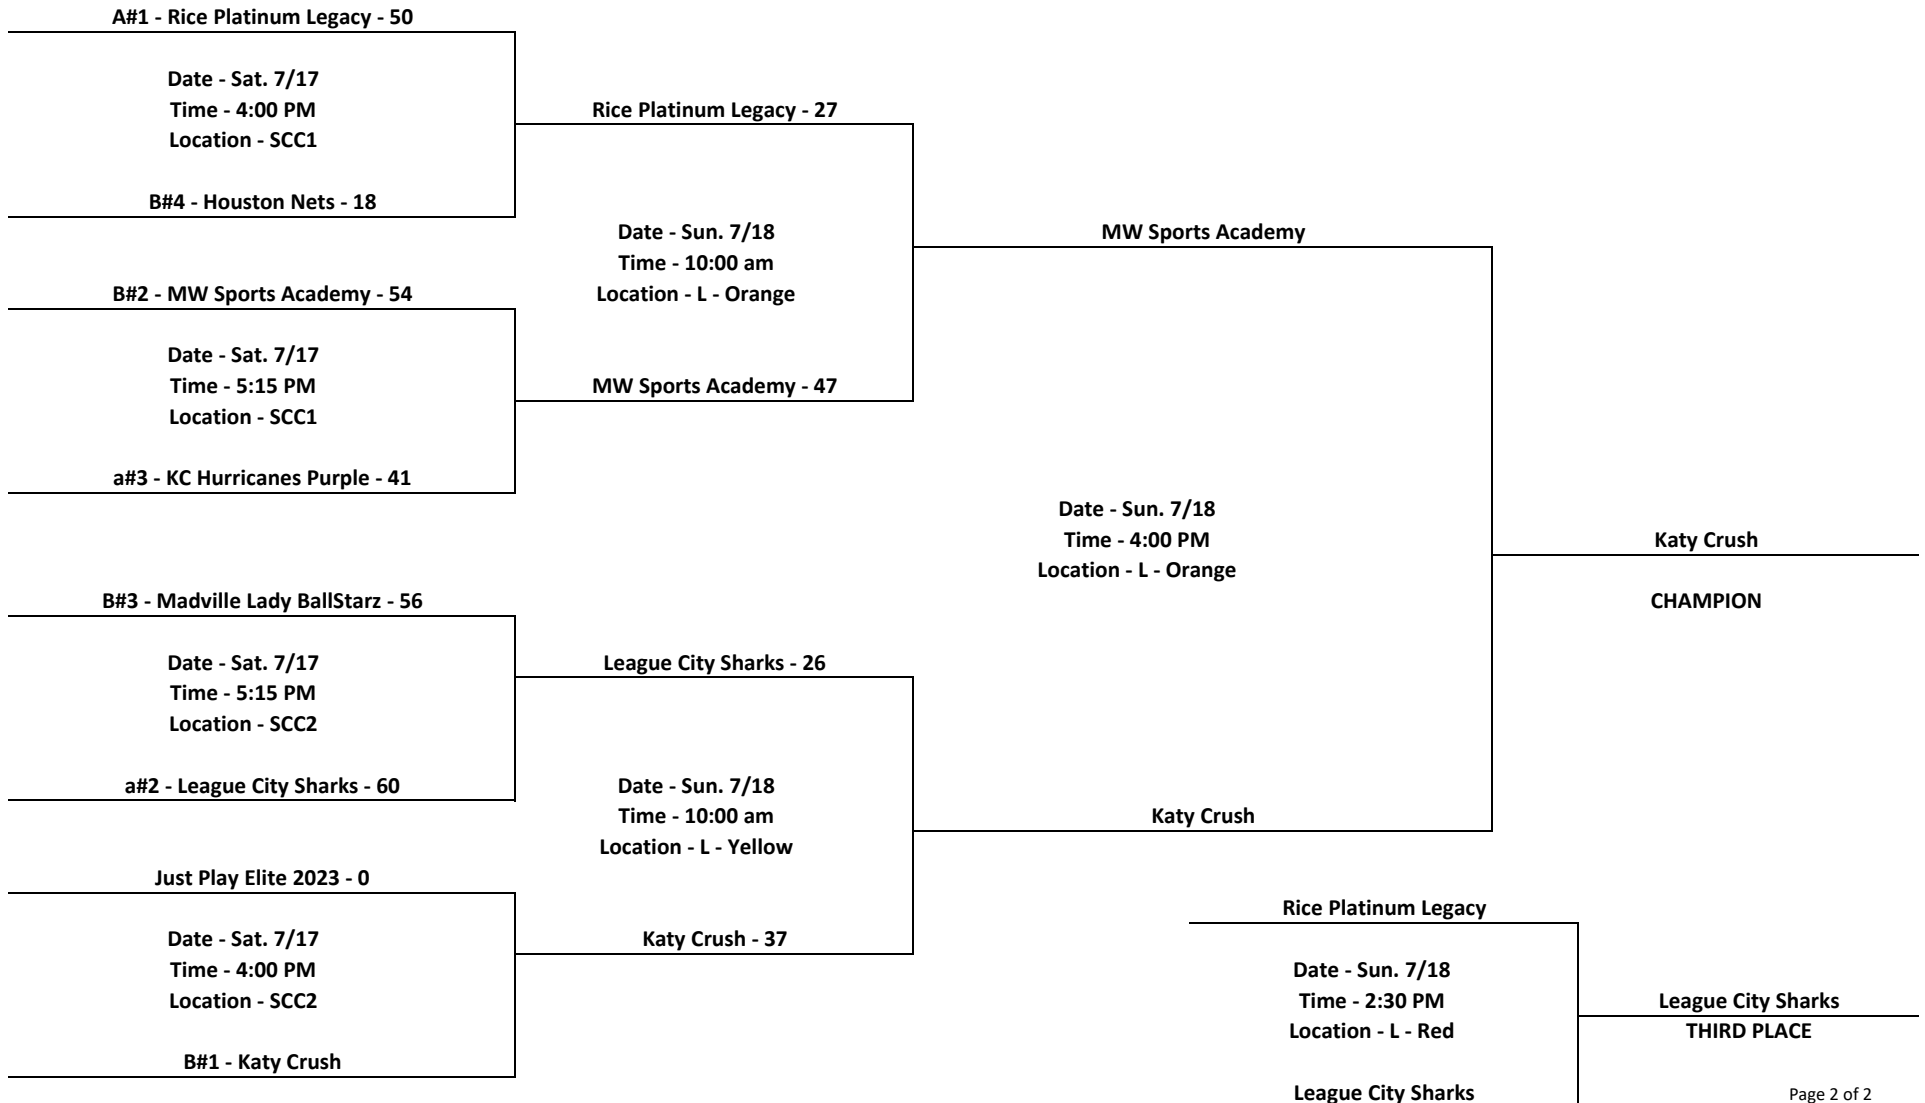 A#1 - Rice Platinum Legacy - 50
Date - Sat. 7/17
Time - 4:00 PM
Location - SCC1
B#4 - Houston Nets - 18
B#2 - MW Sports Academy - 54
Date - Sat. 7/17
Time - 5:15 PM
Location - SCC1
a#3 - KC Hurricanes Purple - 41
B#3 - Madville Lady BallStarz - 56
Date - Sat. 7/17
Time - 5:15 PM
Location - SCC2
a#2 - League City Sharks - 60
Just Play Elite 2023 - 0
Date - Sat. 7/17
Time - 4:00 PM
Location - SCC2
B#1 - Katy Crush
Rice Platinum Legacy - 27
Date - Sun. 7/18
Time - 10:00 am
Location - L - Orange
MW Sports Academy - 47
League City Sharks - 26
Date - Sun. 7/18
Time - 10:00 am
Location - L - Yellow
Katy Crush - 37
MW Sports Academy
Date - Sun. 7/18
Time - 4:00 PM
Location - L - Orange
Katy Crush
Katy Crush
CHAMPION
Rice Platinum Legacy
Date - Sun. 7/18
Time - 2:30 PM
Location - L - Red
League City Sharks
League City Sharks
THIRD PLACE
Page 2 of 2